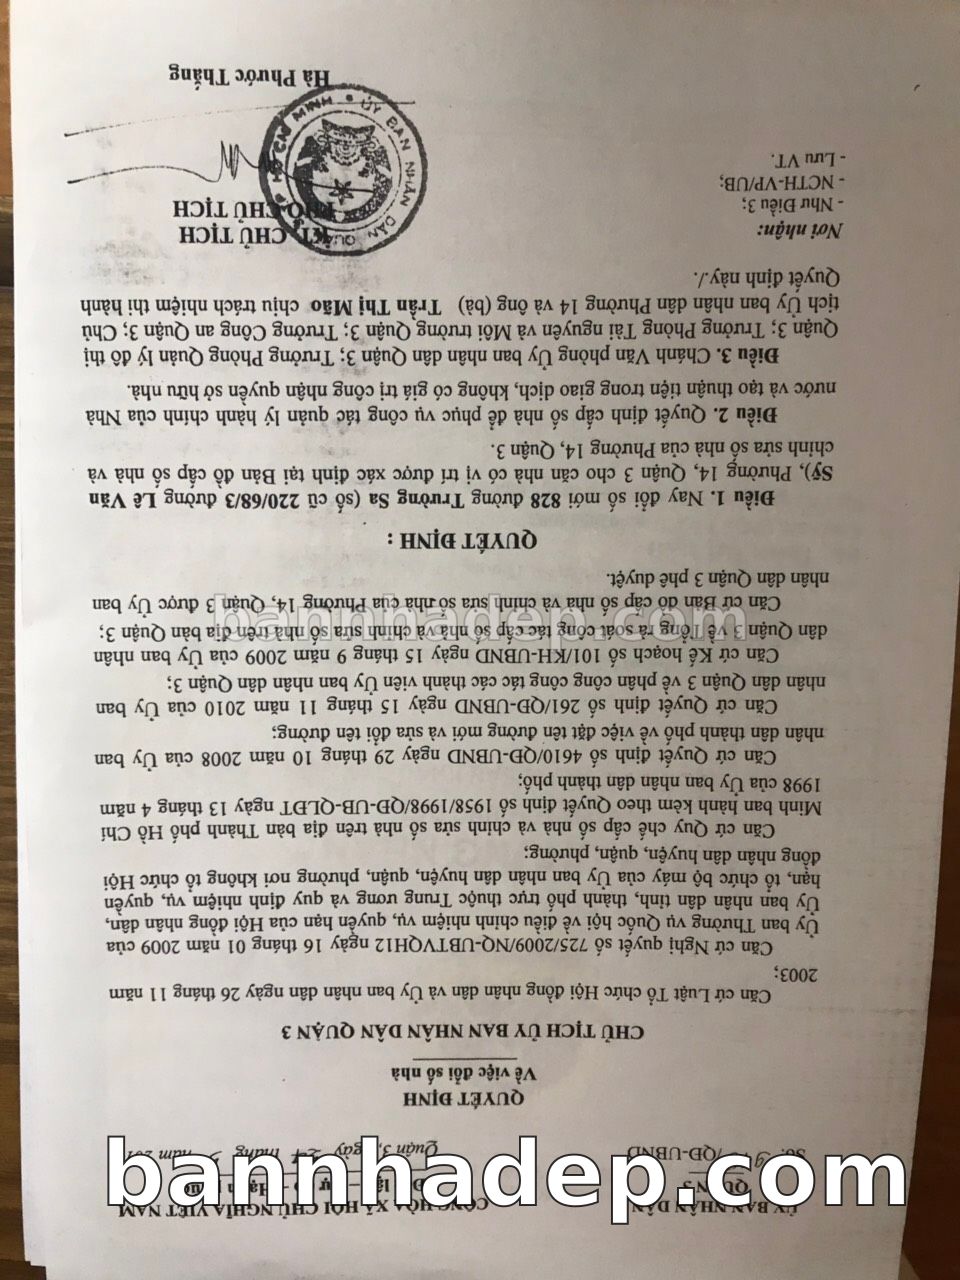 ỦY BAN NHÂN DÂN
QUẬN 3
CỘNG HÒA XÃ HỘI CHỦ NGHĨA VIỆT NAM
/QĐ-UBND
Quận 3, ngày tháng năm
bannhadep.com
QUYẾT ĐỊNH
Về việc đổi số nhà
CHỦ TỊCH ỦY BAN NHÂN DÂN QUẬN 3
Căn cứ Luật Tổ chức Hội đồng nhân dân và Ủy ban nhân dân ngày 26 tháng 11 năm
2003;
Căn cứ Nghị quyết số 725/2009/NQ-UBTVQH12 ngày 16 tháng 01 năm 2009 của
Ủy ban Thường vụ Quốc hội về điều chỉnh nhiệm vụ, quyền hạn của Hội đồng nhân dân,
Ủy ban nhân dân tỉnh, thành phố trực thuộc Trung ương và quy định nhiệm vụ, quyền
hạn, tổ chức bộ máy của Ủy ban nhân dân huyện, quận, phường nơi không tổ chức Hội
đồng nhân dân huyện, quận, phường;
Căn cứ Quy chế cấp số nhà và chỉnh sửa số nhà trên địa bàn Thành phố Hồ Chí
Minh ban hành kèm theo Quyết định số 1958/1998/QĐ-UB-QLĐT ngày 13 tháng 4 năm
1998 của Ủy ban nhân dân thành phố;
Căn cứ Quyết định số 4610/QĐ-UBND ngày 29 tháng 10 năm 2008 của Ủy ban
nhân dân thành phố về việc đặt tên đường mới và sửa đổi tên đường;
Căn cứ Quyết định số 261/QĐ-UBND ngày 15 tháng 11 năm 2010 của Ủy ban
nhân dân Quận 3 về phân công công tác các thành viên Ủy ban nhân dân Quận 3;
Căn cứ Kế hoạch số 101/KH-UBND ngày 15 tháng 9 năm 2009 của Ủy ban nhân
dân Quận 3 về Tổng rà soát công tác cấp số nhà và chỉnh sửa số nhà trên địa bàn Quận 3;
Căn cứ Bản đồ cấp số nhà và chỉnh sửa số nhà của Phường 14, Quận 3 được Ủy ban
bannhadep.com
nhân dân Quận 3 phê duyệt.
QUYẾT ĐỊNH :
Điều 1. Nay đổi số mới 828 đường Trường Sa (số cũ 220/68/3 đường Lê Văn
Sỹ), Phường 14, Quận 3 cho căn nhà có vị trí được xác định tại Bản đồ cấp số nhà và
chỉnh sửa số nhà của Phường 14, Quận 3.
Điều 2. Quyết định cấp số nhà để phục vụ công tác quản lý hành chính của Nhà
nước và tạo thuận tiện trong giao dịch, không có giá trị công nhận quyền sở hữu nhà.
Điều 3. Chánh Văn phòng Ủy ban nhân dân Quận 3; Trưởng Phòng Quản lý đô thị
Quận 3; Trưởng Phòng Tài nguyên và Môi trường Quận 3; Trưởng Công an Quận 3; Chủ
tịch Ủy ban nhân dân Phường 14 và ông (bà) Trần Thị Mão chịu trách nhiệm thi hành
Quyết định này./.
Nơi nhận:
- Như Điều 3;
- NCTH-VP/UB;
- Lưu VT.
KT. CHỦ TỊCH
PHÓ CHỦ TỊCH
ỦY BAN NHÂN DÂN QUẬN
MINH
Hà Phước Thắng